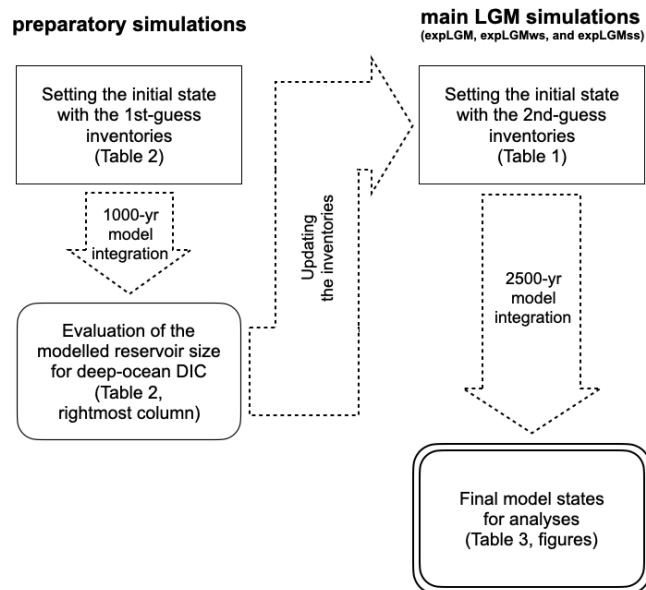 preparatory simulations
Setting the initial state
with the 1st-guess
inventories
(Table 2)
1000-yr
model
integration
Evaluation of the
modelled reservoir size
for deep-ocean DIC
(Table 2,
rightmost column)
Updating
the inventories
main LGM simulations
(expLGM, expLGMws, and expLGMss)
Setting the initial state
with the 2nd-guess
inventories
(Table 1)
2500-yr
model
integration
Final model states
for analyses
(Table 3, figures)